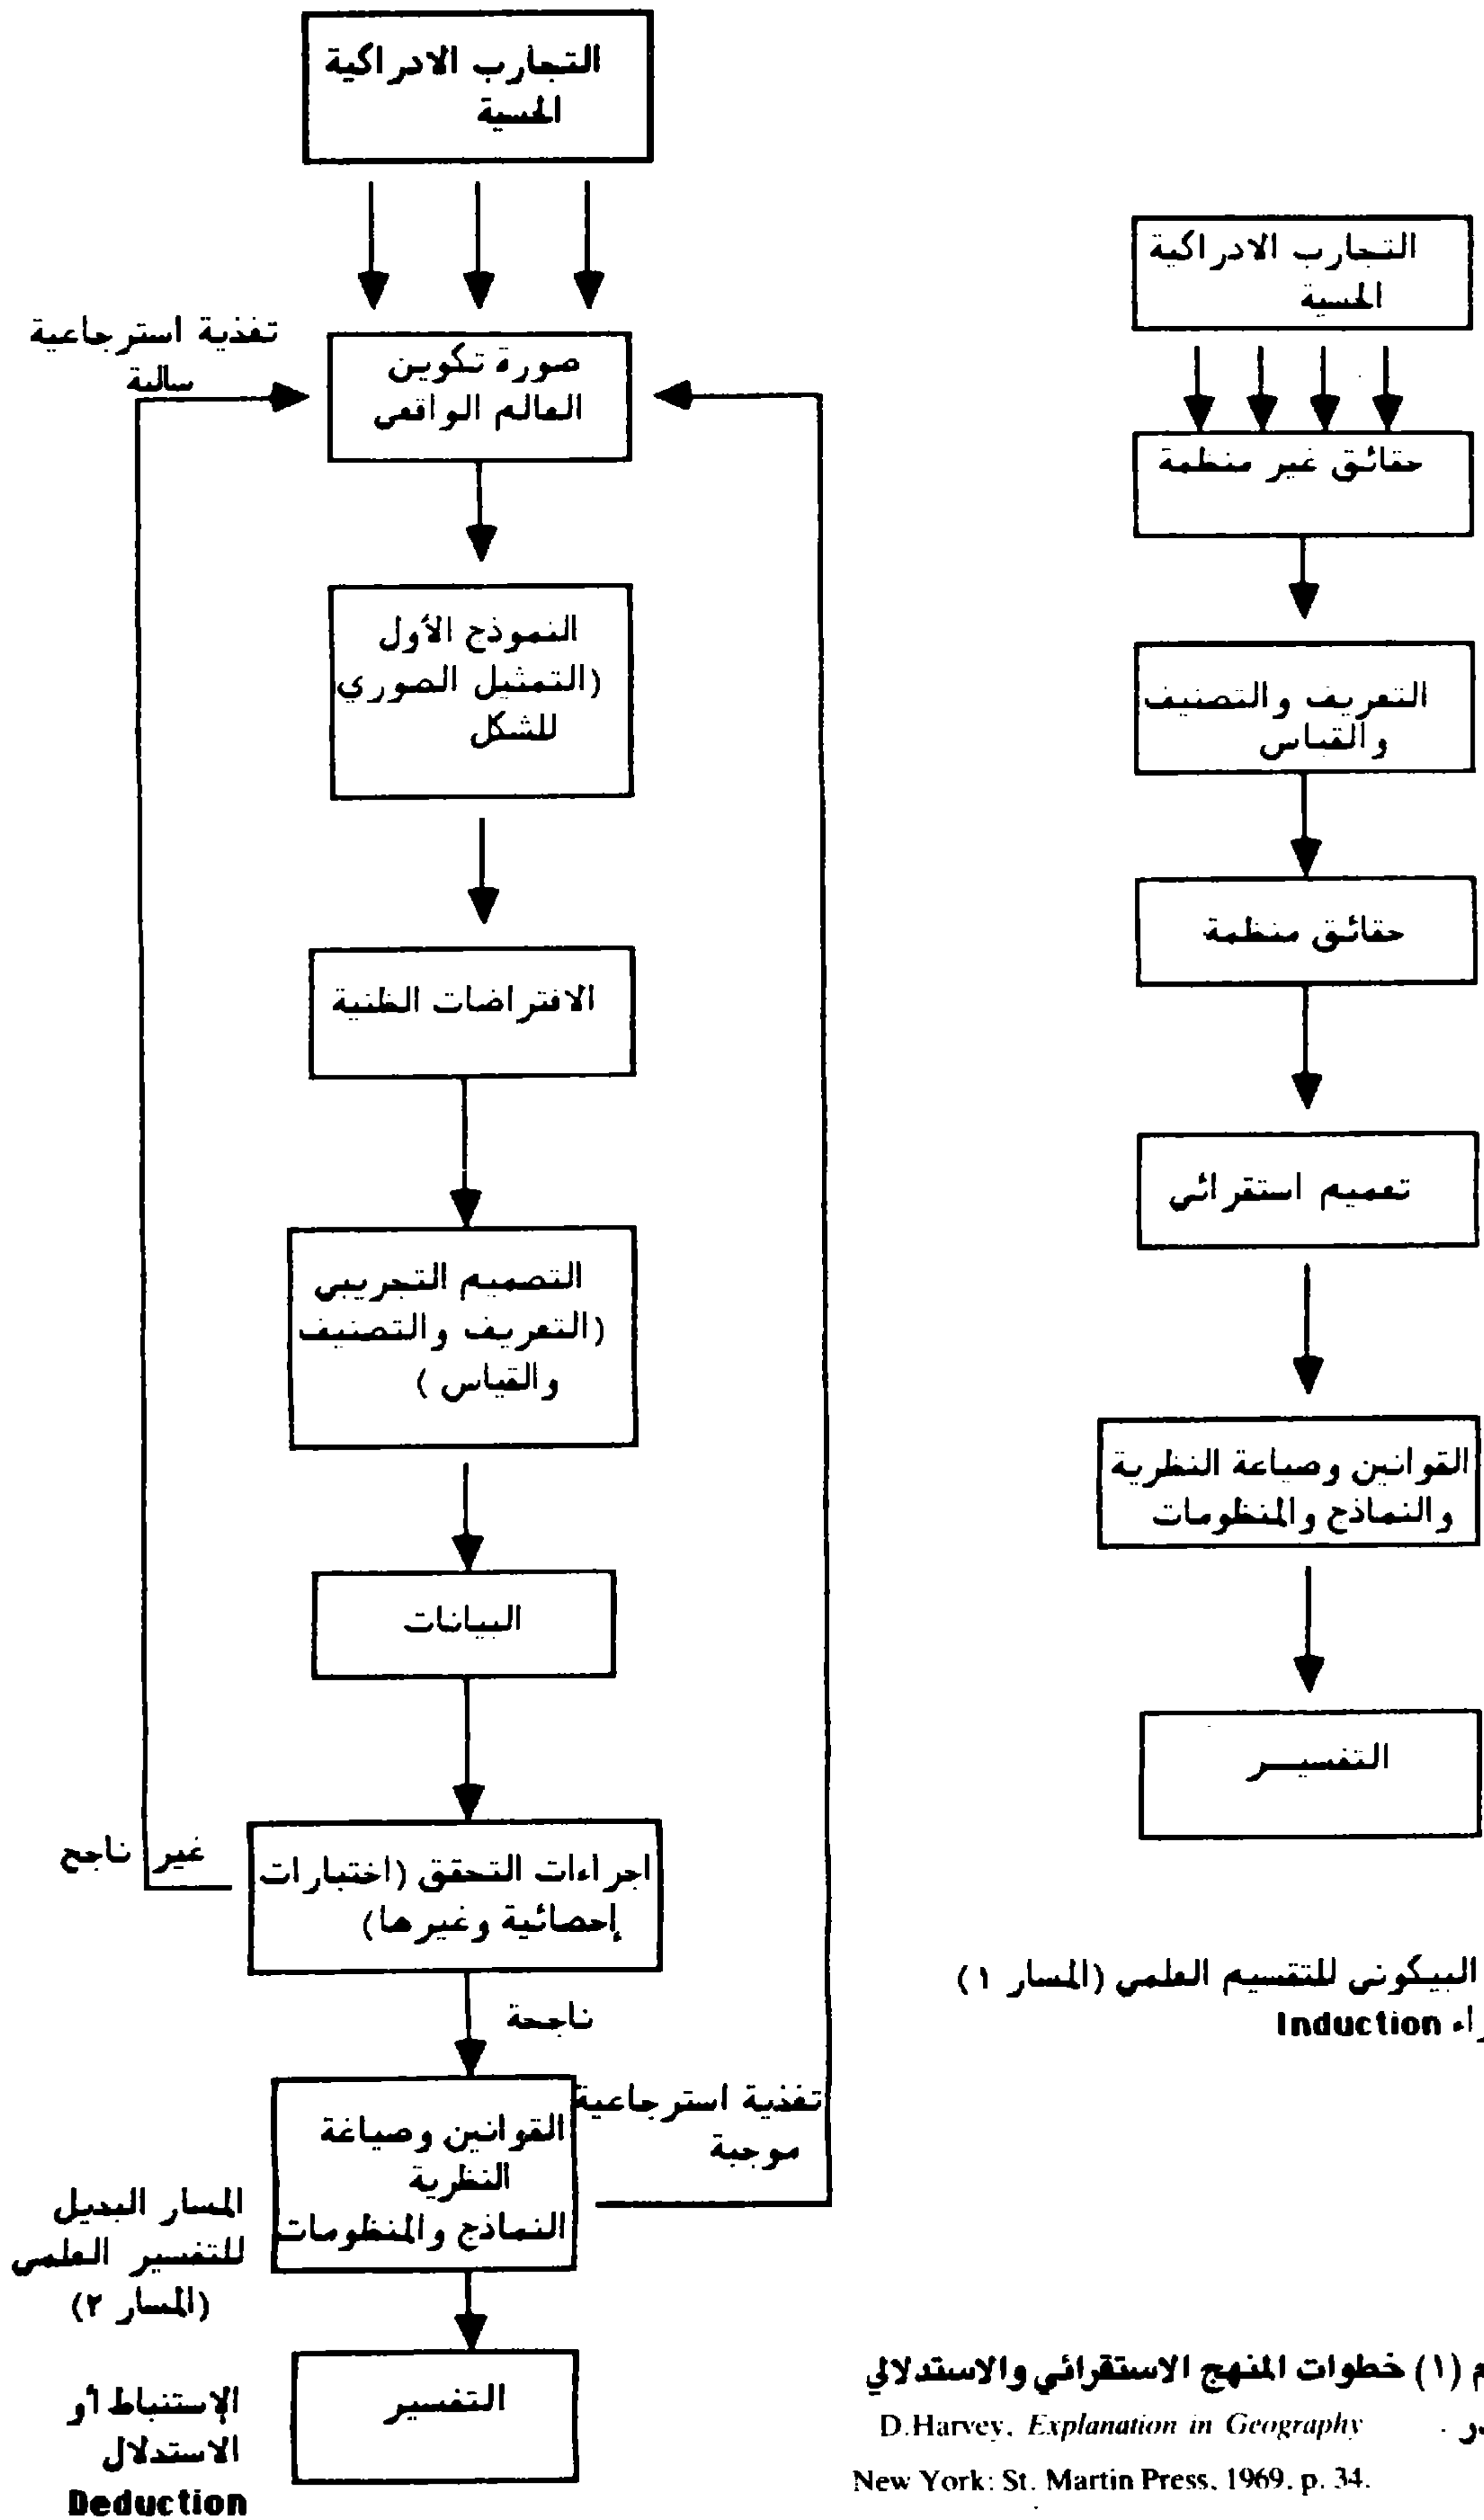 التجارب الادراكية
الحسية
حقائق غير منظمة
التعريف والتصنيف
والقياس
حقائق منظمة
تعميم استقرائي
القوانين وصياغة النظرية
والنماذج والمنظومات
التفسيــر
البيكوني للتقسيم العلمي (المسار ١)
Induction
التجارب الادراكية
الحسية
تغذية استرجاعية
سالبة
صورة تكوين
العالم الواقعي
النموذج الأول
(التمثيل الصوري
للشكل
الافتراضات الظنية
التصميم التجريبي
(التعريف والتصنيف
والقياس)
البيانات
غير ناجح
اجراءات التحقق (اختبارات
إحصائية وغيرها)
ناجحة
تغذية استرجاعية
موجبة
القوانين وصياغة
النظرية
النماذج والمنظومات
المسار البديل
للتفسير العلمي
(المسار ٢)
التفسير
الإستنباط أو
الاستدلال
Deduction
(١) خطوات المنهج الاستقرائي والاستدلالي
D.Harvey, Explanation in Geography
New York: St. Martin Press, 1969. p. 34.